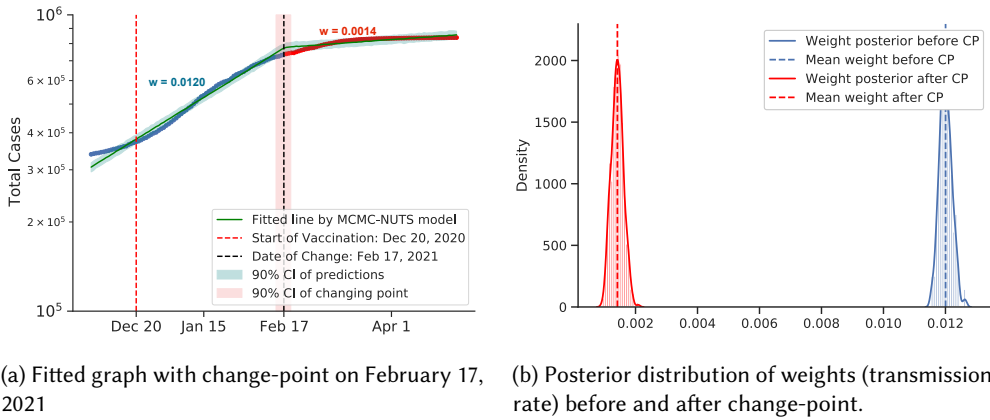 10⁶
6 × 10⁵
4 × 10⁵
3 × 10⁵
2 × 10⁵
10⁵
Total Cases
w = 0.0120
w = 0.0014
Fitted line by MCMC-NUTS model
Start of Vaccination: Dec 20, 2020
Date of Change: Feb 17, 2021
90% CI of predictions
90% CI of changing point
Dec 20 Jan 15 Feb 17 Apr 1
(a) Fitted graph with change-point on February 17,
2021
2000
1500
1000
500
0
Density
Weight posterior before CP
Mean weight before CP
Weight posterior after CP
Mean weight after CP
0.002 0.004 0.006 0.008 0.010 0.012
(b) Posterior distribution of weights (transmission
rate) before and after change-point.